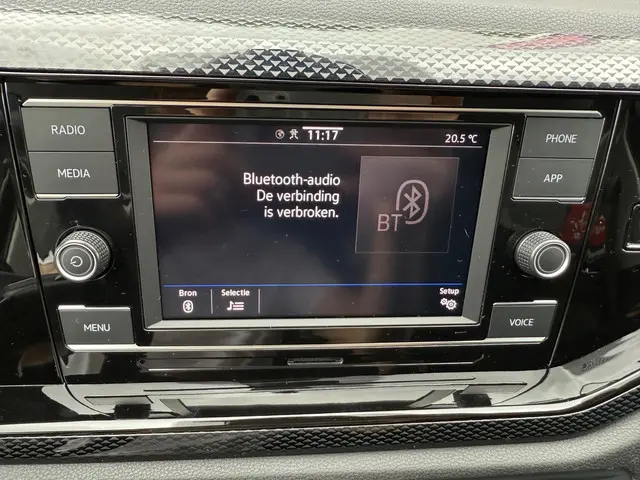 RADIO
MEDIA
MENU
11:17
20.5 °C
Bluetooth-audio
De verbinding
is verbroken.
BT
Bron
Selectie
Setup
PHONE
APP
VOICE